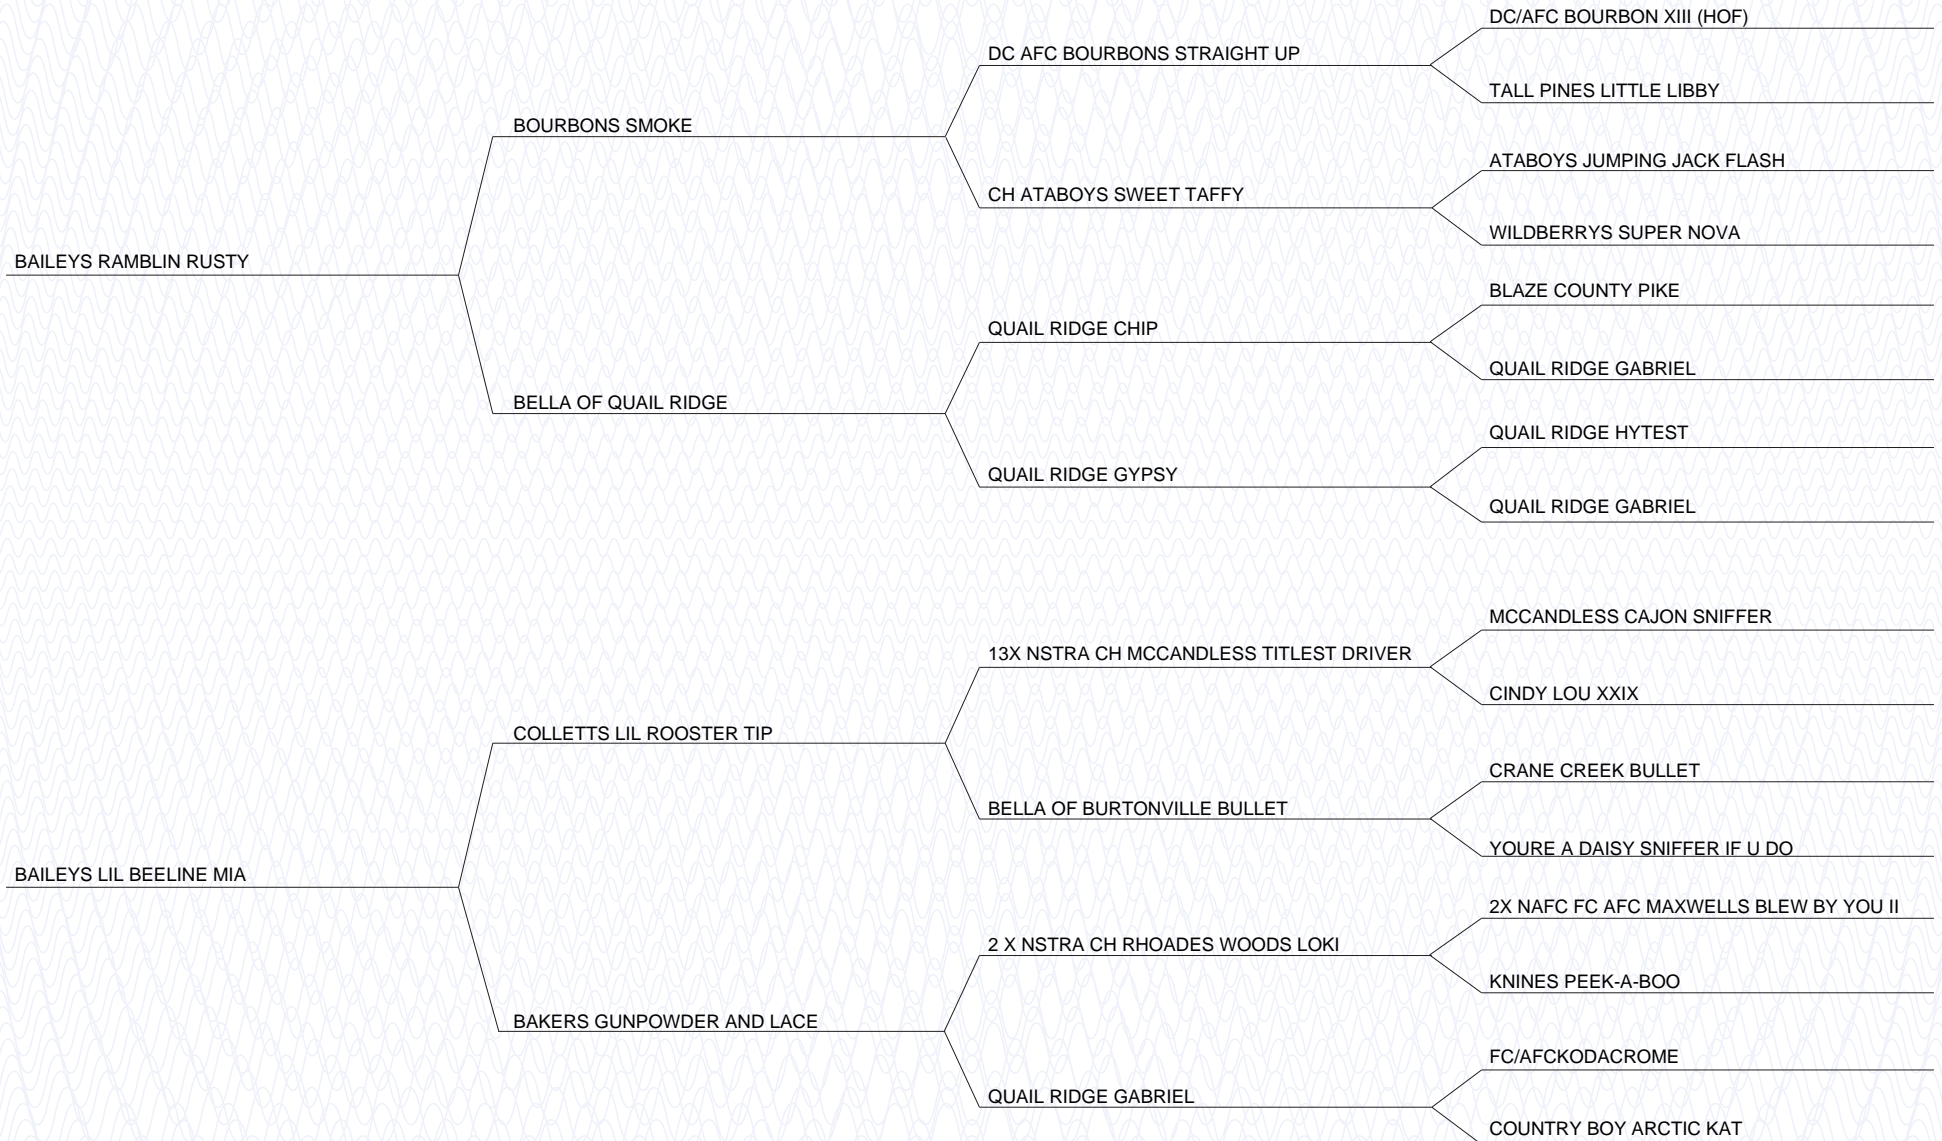 BAILEYS RAMBLIN RUSTY
BOURBONS SMOKE
DC AFC BOURBONS STRAIGHT UP
DC/AFC BOURBON XIII (HOF)
TALL PINES LITTLE LIBBY
CH ATABOYS SWEET TAFFY
ATABOYS JUMPING JACK FLASH
WILDBERRYS SUPER NOVA
BELLA OF QUAIL RIDGE
QUAIL RIDGE CHIP
BLAZE COUNTY PIKE
QUAIL RIDGE GABRIEL
QUAIL RIDGE GYPSY
QUAIL RIDGE HYTEST
QUAIL RIDGE GABRIEL
BAILEYS LIL BEELINE MIA
COLLETTS LIL ROOSTER TIP
13X NSTRA CH MCCANDLESS TITLEST DRIVER
MCCANDLESS CAJON SNIFFER
CINDY LOU XXIX
BELLA OF BURTONVILLE BULLET
CRANE CREEK BULLET
YOURE A DAISY SNIFFER IF U DO
BAKERS GUNPOWDER AND LACE
2 X NSTRA CH RHOADES WOODS LOKI
2X NAFC FC AFC MAXWELLS BLEW BY YOU II
KNINES PEEK-A-BOO
QUAIL RIDGE GABRIEL
FC/AFCKODACROME
COUNTRY BOY ARCTIC KAT